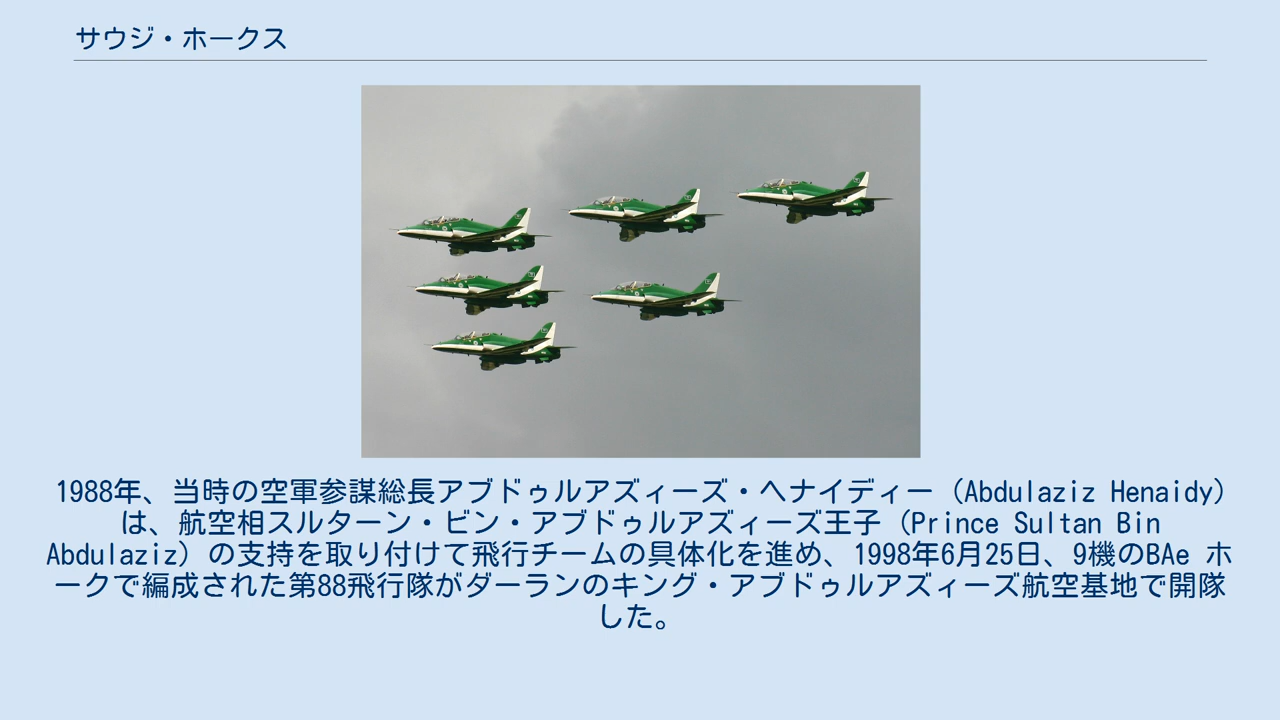 サウジ・ホークス
1988年、当時の空軍参謀総長アブドゥルアズィーズ・ヘナイディー（Abdulaziz Henaidy）
は、航空相スルターン・ビン・アブドゥルアズィーズ王子（Prince Sultan Bin
Abdulaziz）の支持を取り付けて飛行チームの具体化を進め、1998年6月25日、9機のBAe ホ
ークで編成された第88飛行隊がダーランのキング・アブドゥルアズィーズ航空基地で開隊
した。